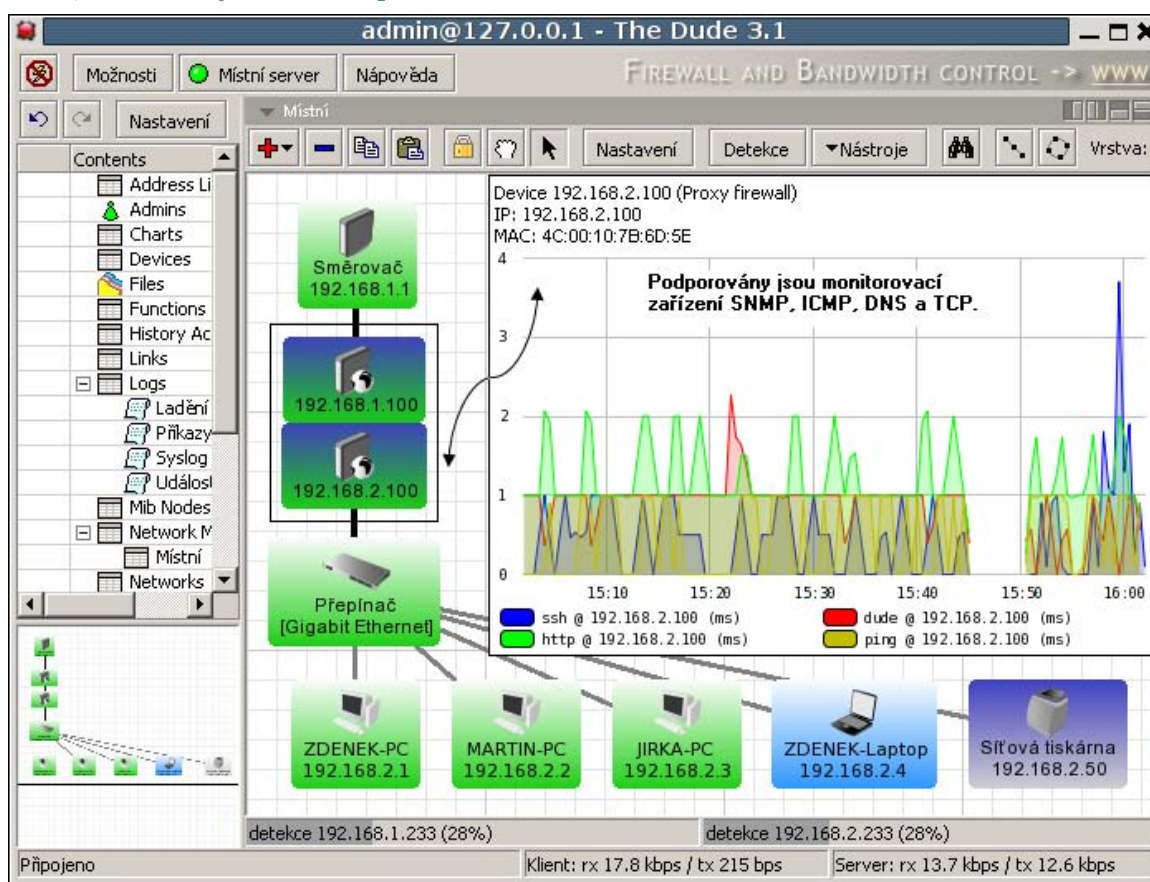 admin@127.0.0.1 - The Dude 3.1
Možnosti
Místní server
Nápověda
FIREWALL AND BANDWIDTH CONTROL -> WWW
Nastavení
Místní
Nastavení
Detekce
Nástroje
Vrstva:
Contents
Address Li
Admins
Charts
Devices
Files
Functions
History Ac
Links
Logs
Ladění
Příkazy
Syslog
Událost
Mib Nodes
Network M
Místní
Networks
Směrovač
192.168.1.1
192.168.1.100
192.168.2.100
Přepínač
[Gigabit Ethernet]
Device 192.168.2.100 (Proxy firewall)
IP: 192.168.2.100
MAC: 4C:00:10:7B:6D:5E
Podporovány jsou monitorovací
zařízení SNMP, ICMP, DNS a TCP.
4
3
2
1
0
15:10 15:20 15:30 15:40 15:50 16:00
ssh @ 192.168.2.100 (ms)
dude @ 192.168.2.100 (ms)
http @ 192.168.2.100 (ms)
ping @ 192.168.2.100 (ms)
ZDENEK-PC
192.168.2.1
MARTIN-PC
192.168.2.2
JIRKA-PC
192.168.2.3
ZDENEK-Laptop
192.168.2.4
Síťová tiskárna
192.168.2.50
detekce 192.168.1.233 (28%)
detekce 192.168.2.233 (28%)
Připojeno
Klient: rx 17.8 kbps / tx 215 bps
Server: rx 13.7 kbps / tx 12.6 kbps